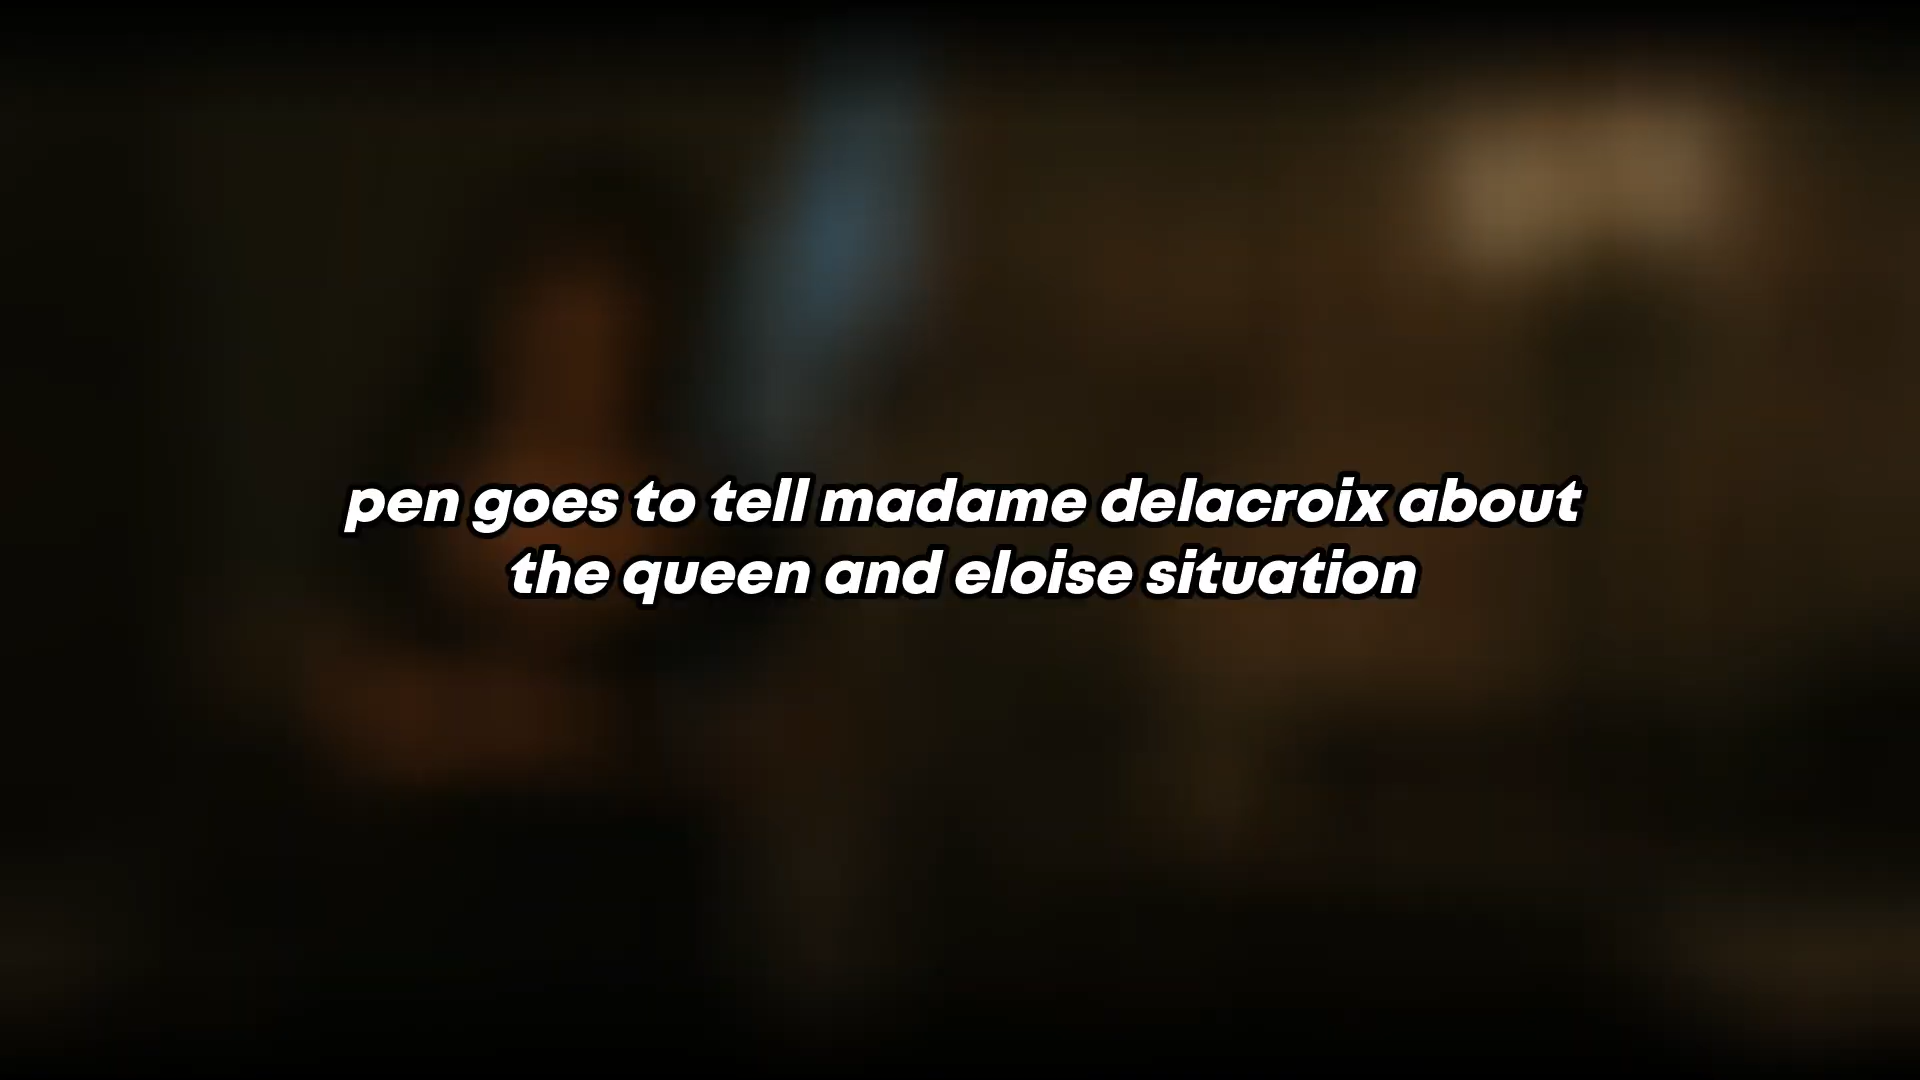 pen goes to tell madame delacroix about
the queen and eloise situation